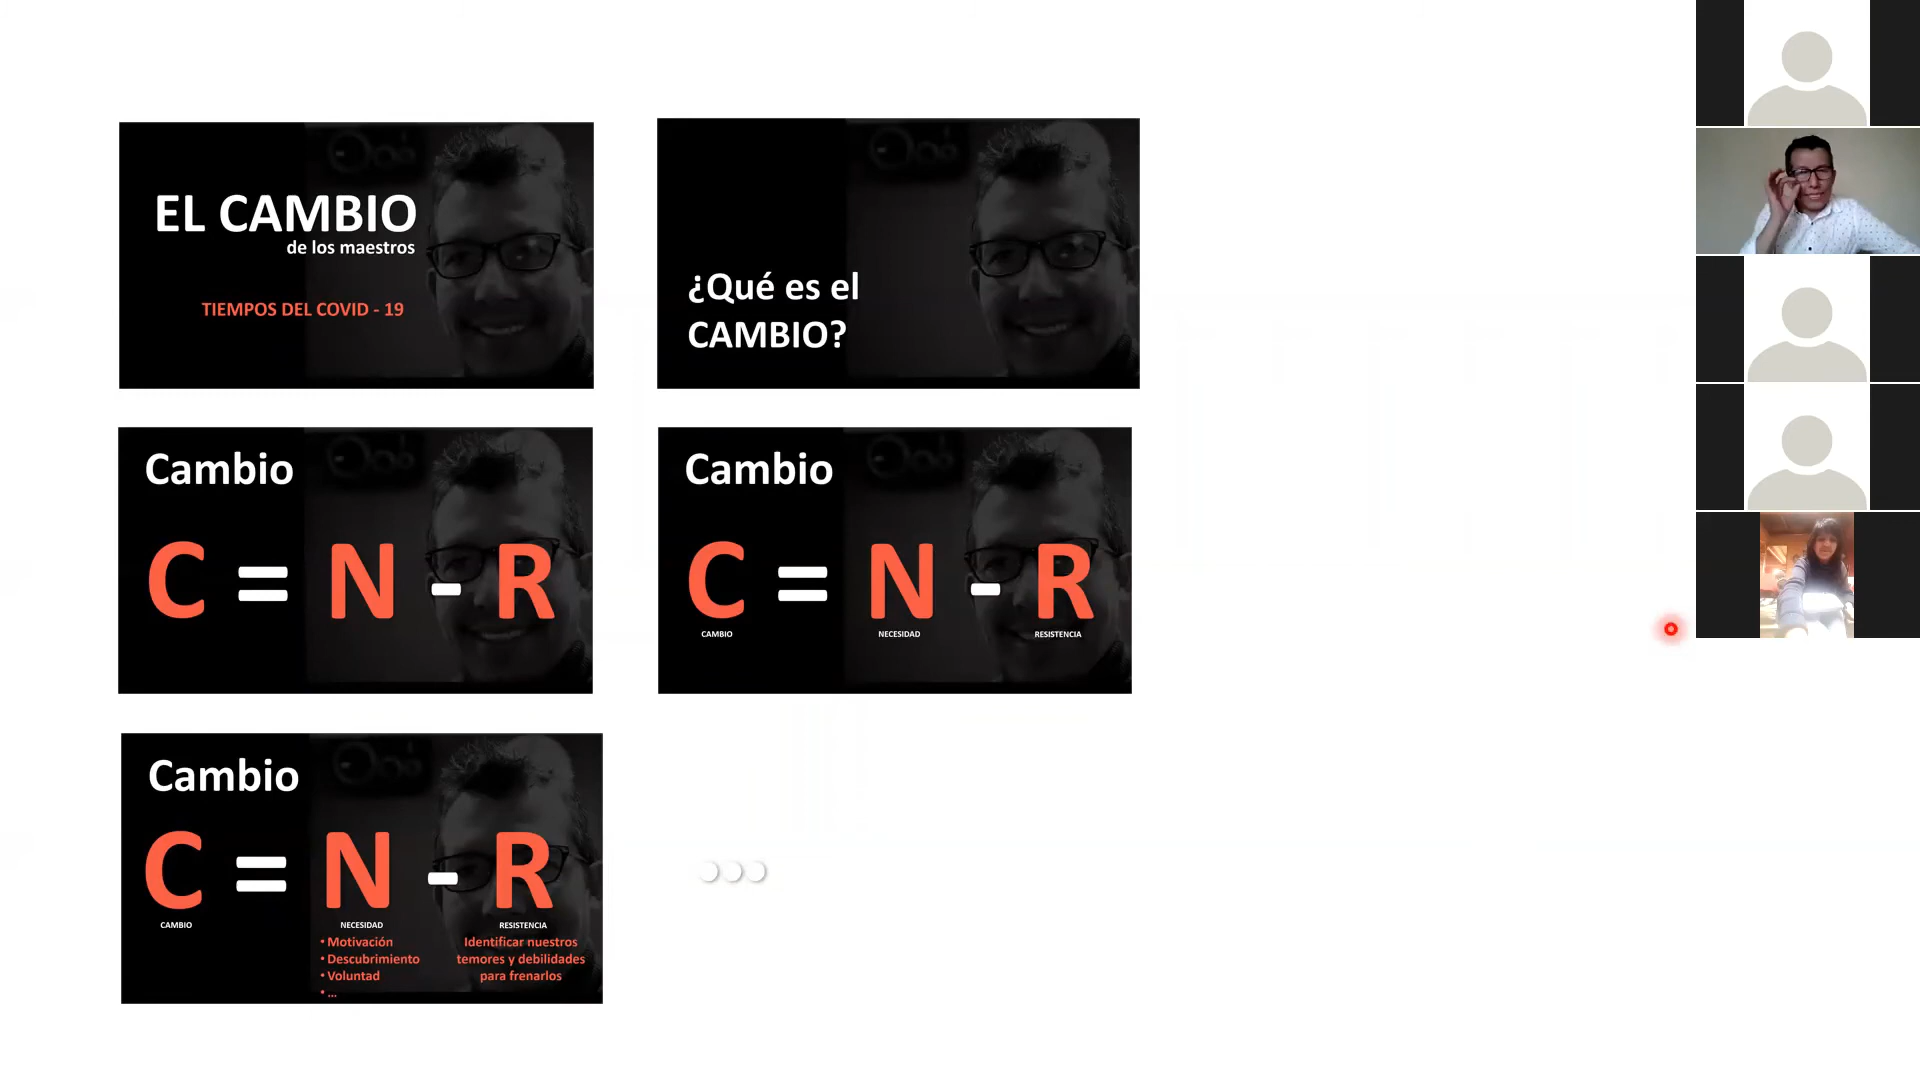 EL CAMBIO
de los maestros
TIEMPOS DEL COVID - 19
¿Qué es el
CAMBIO?
Cambio
C = N - R
Cambio
C = N - R
CAMBIO NECESIDAD RESISTENCIA
Cambio
C = N - R
CAMBIO NECESIDAD RESISTENCIA
• Motivación
• Descubrimiento
• Voluntad
• ...
Identificar nuestros
temores y debilidades
para frenarlos